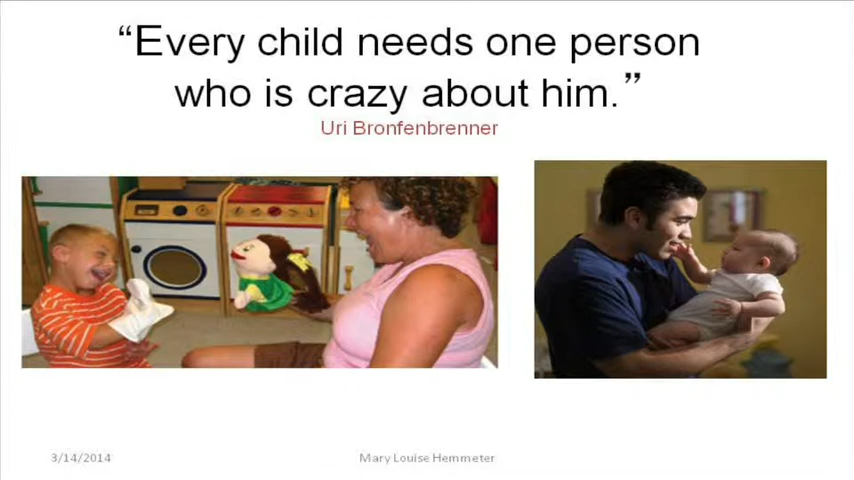 “Every child needs one person
who is crazy about him.”
Uri Bronfenbrenner
3/14/2014
Mary Louise Hemmeter